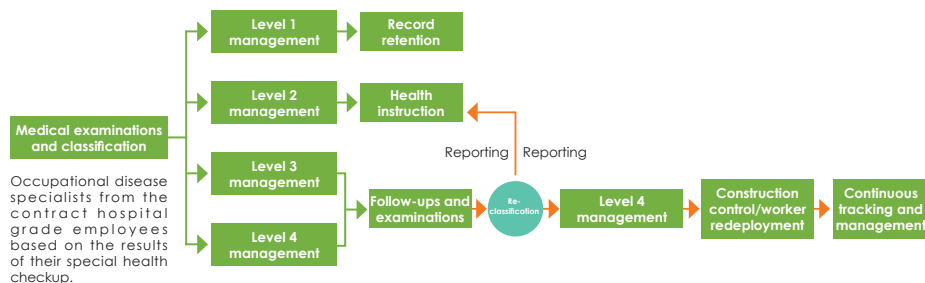 Medical examinations
and classification
Occupational disease
specialists from the
contract hospital
grade employees
based on the results
of their special health
checkup.
Level 1
management
Record
retention
Level 2
management
Health
instruction
Level 3
management
Level 4
management
Follow-ups and
examinations
Reporting
Reporting
Re-
classification
Level 4
management
Construction
control/worker
redeployment
Continuous
tracking and
management